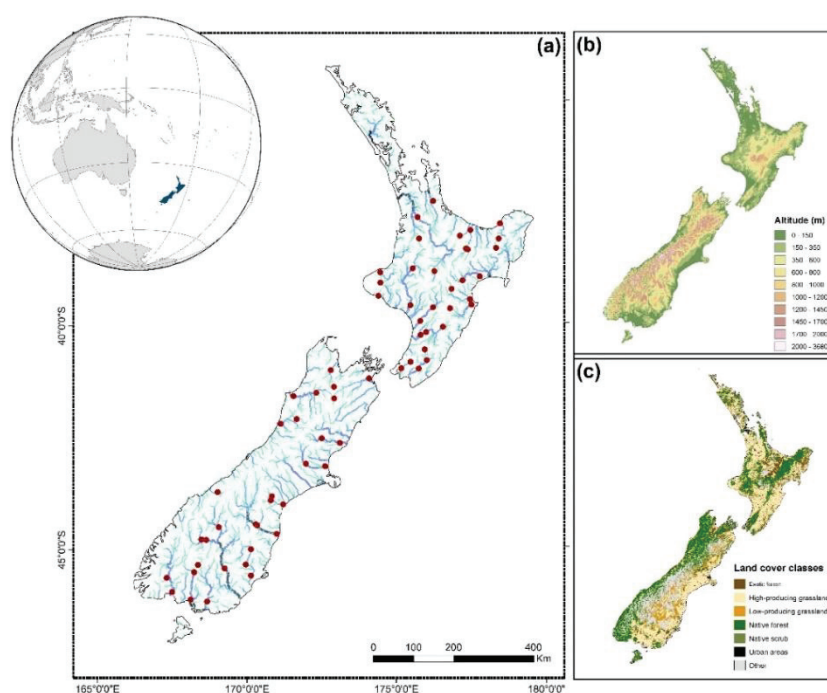 (a)
40°0'0"S
45°0'0"S
165°0'0"E
170°0'0"E
175°0'0"E
180°0'0"
0
100
200
300
400
Km
(b)
Altitude (m)
0 - 150
150 - 350
350 - 600
600 - 800
800 - 1000
1000 - 1200
1200 - 1450
1450 - 1700
1700 - 2000
2000 - 3680
(c)
Land cover classes
Exotic forest
High-producing grassland
Low-producing grassland
Native forest
Native scrub
Urban areas
Other